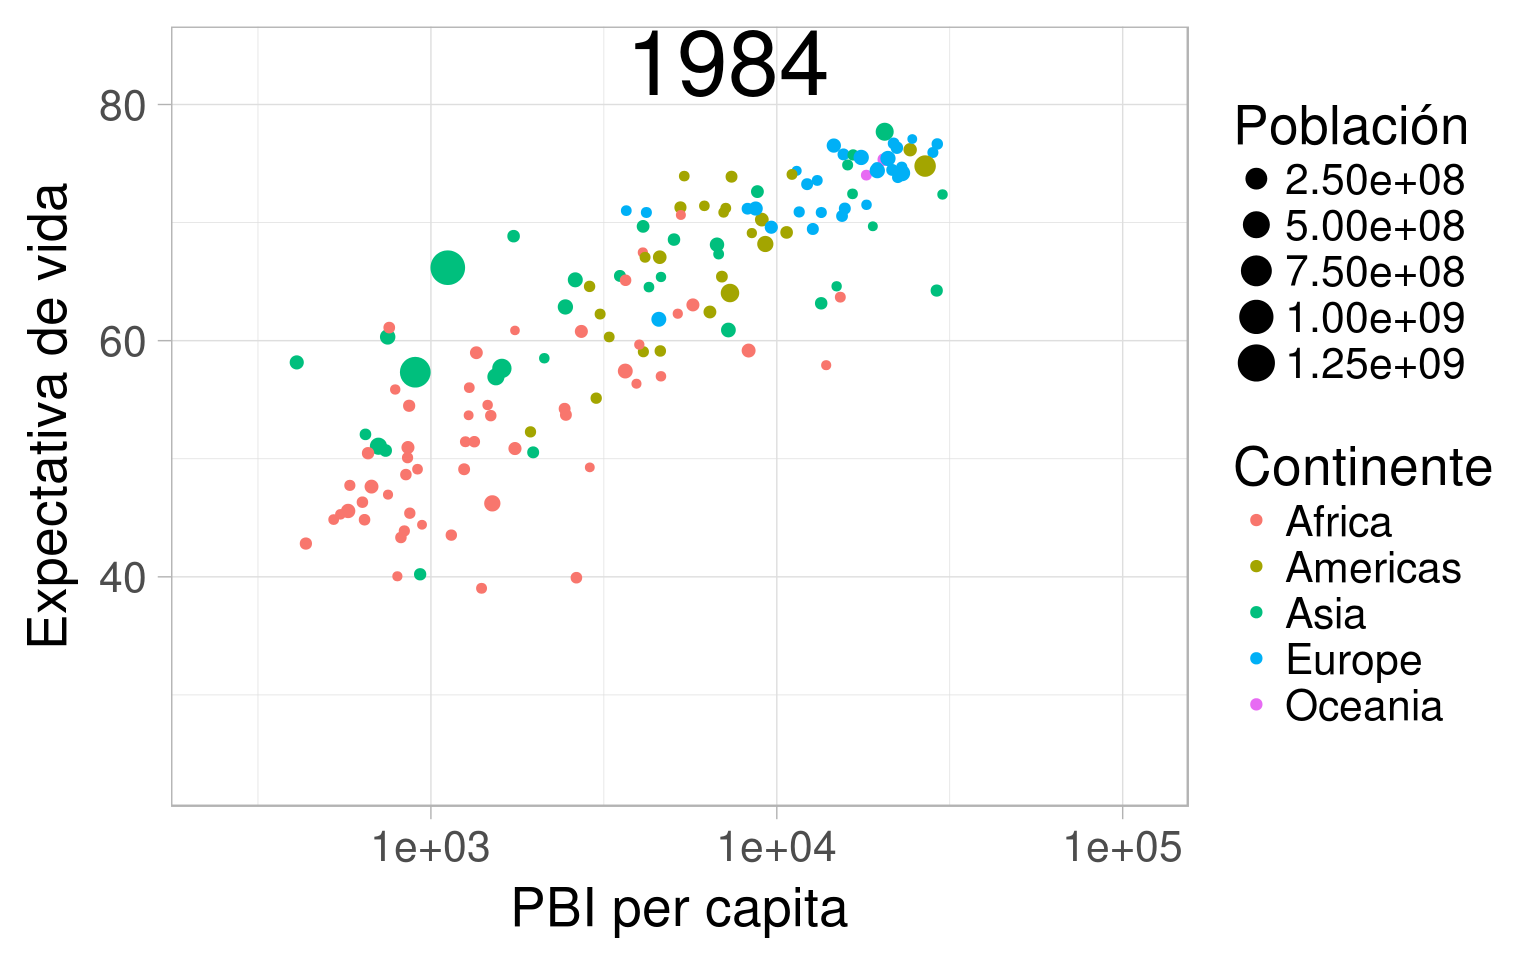 1984
Expectativa de vida
80
60
40
1e+03
1e+04
1e+05
PBI per capita
Población
2.50e+08
5.00e+08
7.50e+08
1.00e+09
1.25e+09
Continente
Africa
Americas
Asia
Europe
Oceania